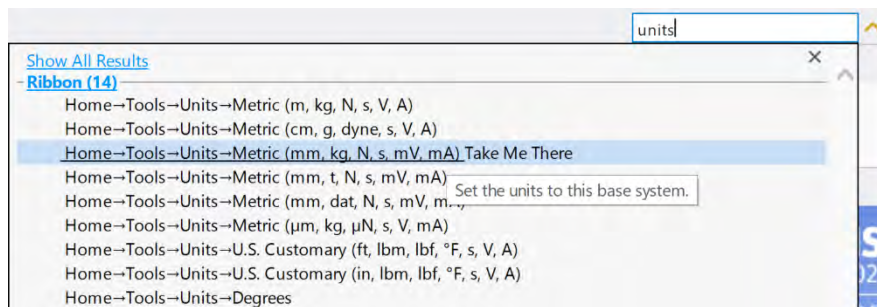 units
Show All Results
×
Ribbon (14)
Home→Tools→Units→Metric (m, kg, N, s, V, A)
Home→Tools→Units→Metric (cm, g, dyne, s, V, A)
Home→Tools→Units→Metric (mm, kg, N, s, mV, mA) Take Me There
Home→Tools→Units→Metric (mm, t, N, s, mV, mA)
Set the units to this base system.
Home→Tools→Units→Metric (mm, dat, N, s, mV,
Home→Tools→Units→Metric (μm, kg, μN, s, V, mA)
Home→Tools→Units→U.S. Customary (ft, lbm, lbf, °F, s, V, A)
Home→Tools→Units→U.S. Customary (in, lbm, lbf, °F, s, V, A)
Home→Tools→Units→Degrees